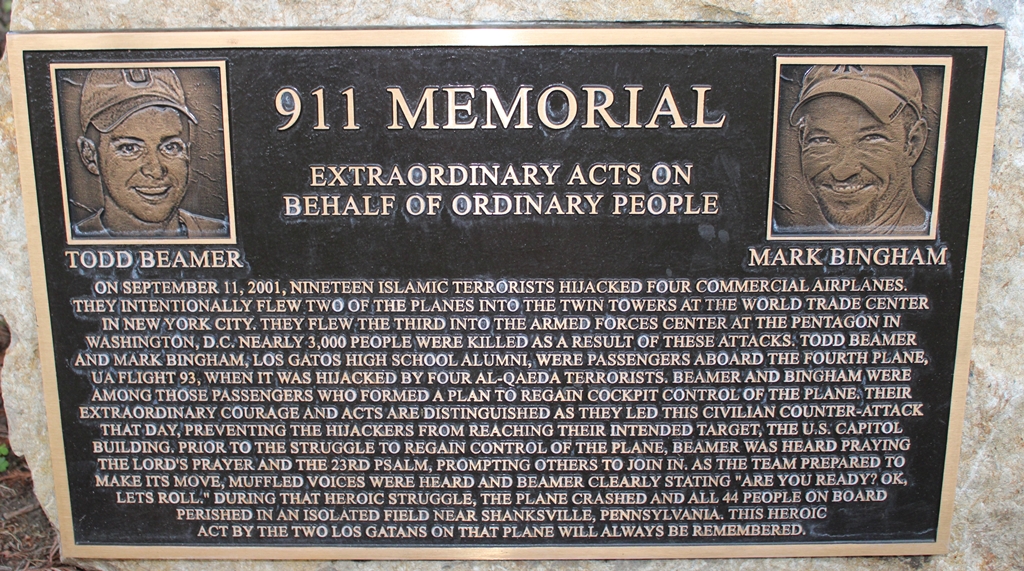 911 MEMORIAL
EXTRAORDINARY ACTS ON
BEHALF OF ORDINARY PEOPLE
TODD BEAMER
MARK BINGHAM
ON SEPTEMBER 11, 2001, NINETEEN ISLAMIC TERRORISTS HIJACKED FOUR COMMERCIAL AIRPLANES.
THEY INTENTIONALLY FLEW TWO OF THE PLANES INTO THE TWIN TOWERS AT THE WORLD TRADE CENTER
IN NEW YORK CITY. THEY FLEW THE THIRD INTO THE ARMED FORCES CENTER AT THE PENTAGON IN
WASHINGTON, D.C. NEARLY 3,000 PEOPLE WERE KILLED AS A RESULT OF THESE ATTACKS. TODD BEAMER
AND MARK BINGHAM, LOS GATOS HIGH SCHOOL ALUMNI, WERE PASSENGERS ABOARD THE FOURTH PLANE,
UA FLIGHT 93, WHEN IT WAS HIJACKED BY FOUR AL-QAEDA TERRORISTS. BEAMER AND BINGHAM WERE
AMONG THOSE PASSENGERS WHO FORMED A PLAN TO REGAIN COCKPIT CONTROL OF THE PLANE. THEIR
EXTRAORDINARY COURAGE AND ACTS ARE DISTINGUISHED AS THEY LED THIS CIVILIAN COUNTER-ATTACK
THAT DAY, PREVENTING THE HIJACKERS FROM REACHING THEIR INTENDED TARGET, THE U.S. CAPITOL
BUILDING. PRIOR TO THE STRUGGLE TO REGAIN CONTROL OF THE PLANE, BEAMER WAS HEARD PRAYING
THE LORD'S PRAYER AND THE 23RD PSALM, PROMPTING OTHERS TO JOIN IN. AS THE TEAM PREPARED TO
MAKE ITS MOVE, MUFFLED VOICES WERE HEARD AND BEAMER CLEARLY STATING "ARE YOU READY? OK,
LETS ROLL." DURING THAT HEROIC STRUGGLE, THE PLANE CRASHED AND ALL 44 PEOPLE ON BOARD
PERISHED IN AN ISOLATED FIELD NEAR SHANKSVILLE, PENNSYLVANIA. THIS HEROIC
ACT BY THE TWO LOS GATANS ON THAT PLANE WILL ALWAYS BE REMEMBERED.